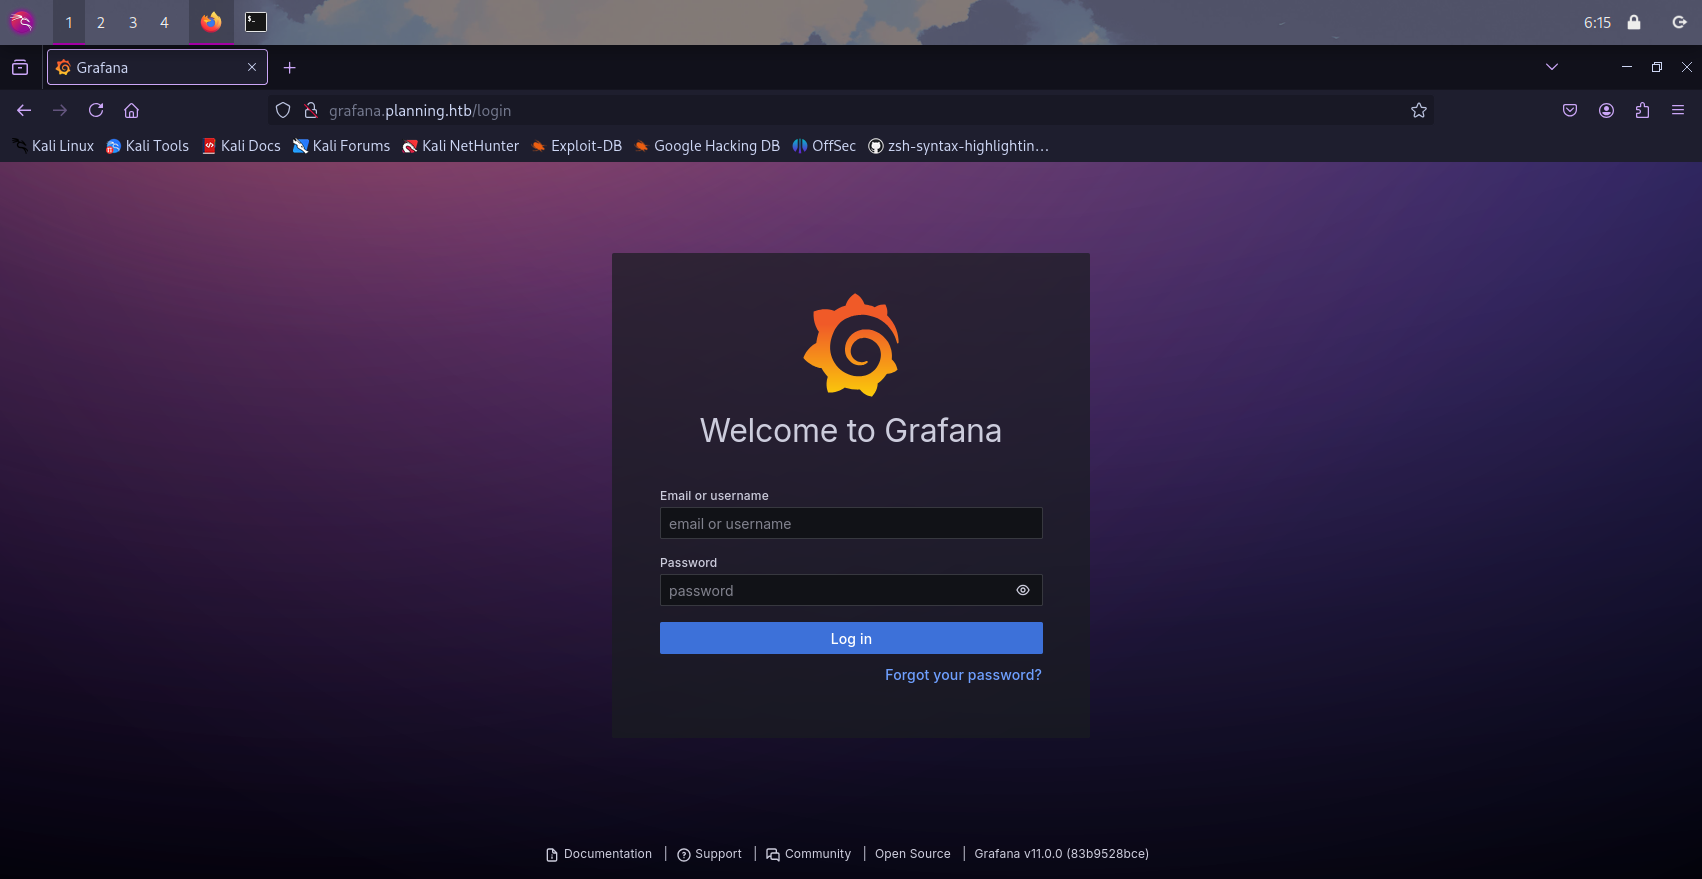 1 2 3 4 $- 6:15
Grafana
grafana.planning.htb/login
Kali Linux Kali Tools Kali Docs Kali Forums Kali NetHunter Exploit-DB Google Hacking DB OffSec zsh-syntax-highlightin…
Welcome to Grafana
Email or username
email or username
Password
password
Log in
Forgot your password?
Documentation | Support | Community | Open Source | Grafana v11.0.0 (83b9528bce)